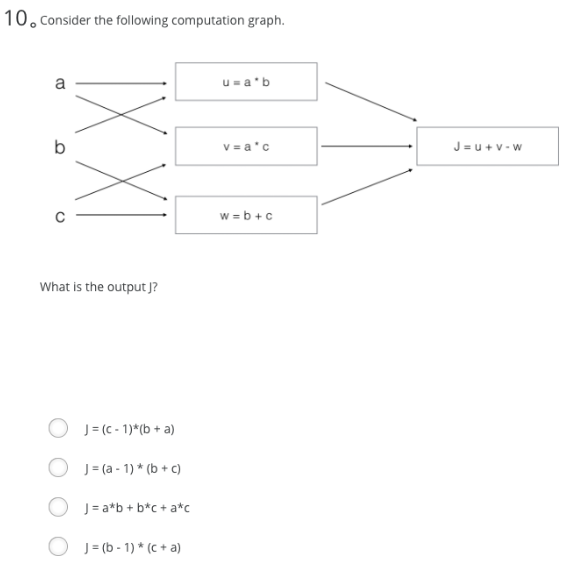 10. Consider the following computation graph.
a
u = a * b
b
v = a * c
J = u + v - w
c
w = b + c
What is the output J?
J = (c - 1)*(b + a)
J = (a - 1) * (b + c)
J = a*b + b*c + a*c
J = (b - 1) * (c + a)